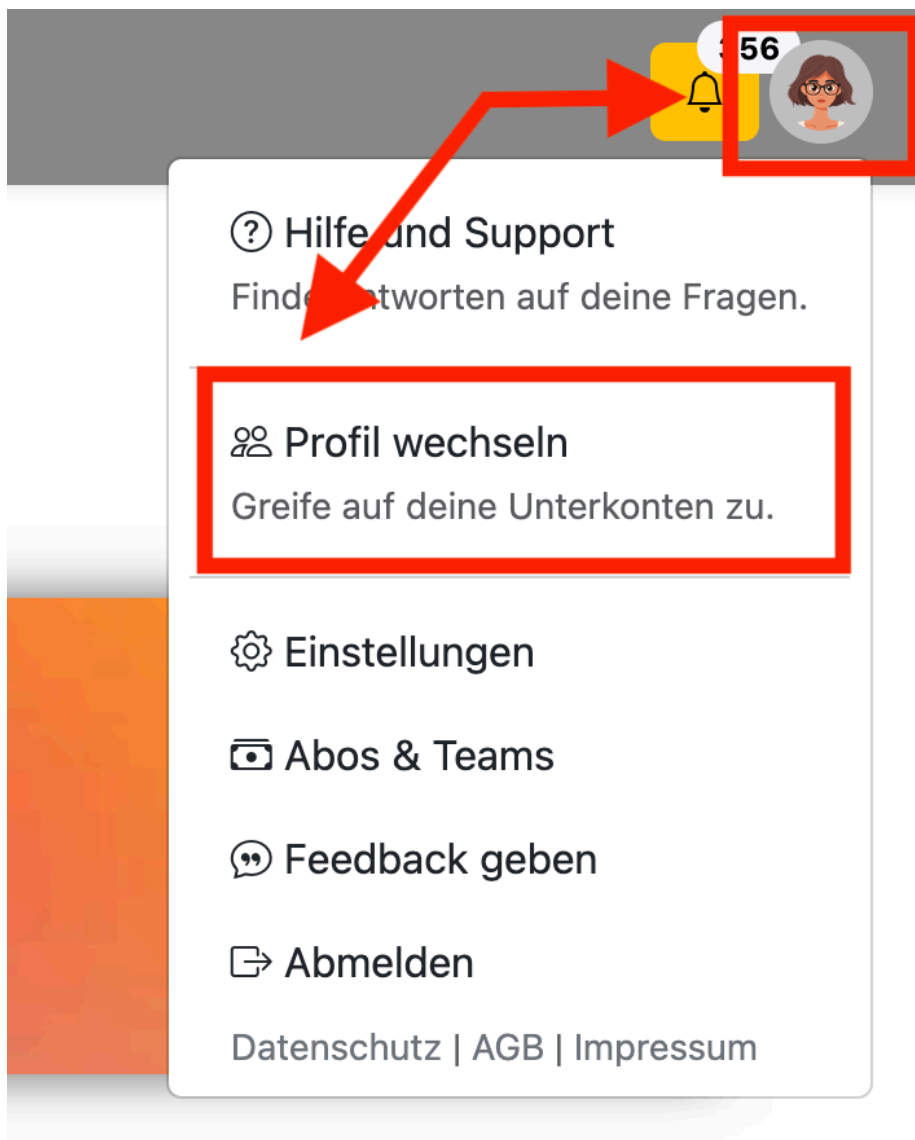 56
Hilfe und Support
Finde Antworten auf deine Fragen.
Profil wechseln
Greife auf deine Unterkonten zu.
Einstellungen
Abos & Teams
Feedback geben
Abmelden
Datenschutz | AGB | Impressum